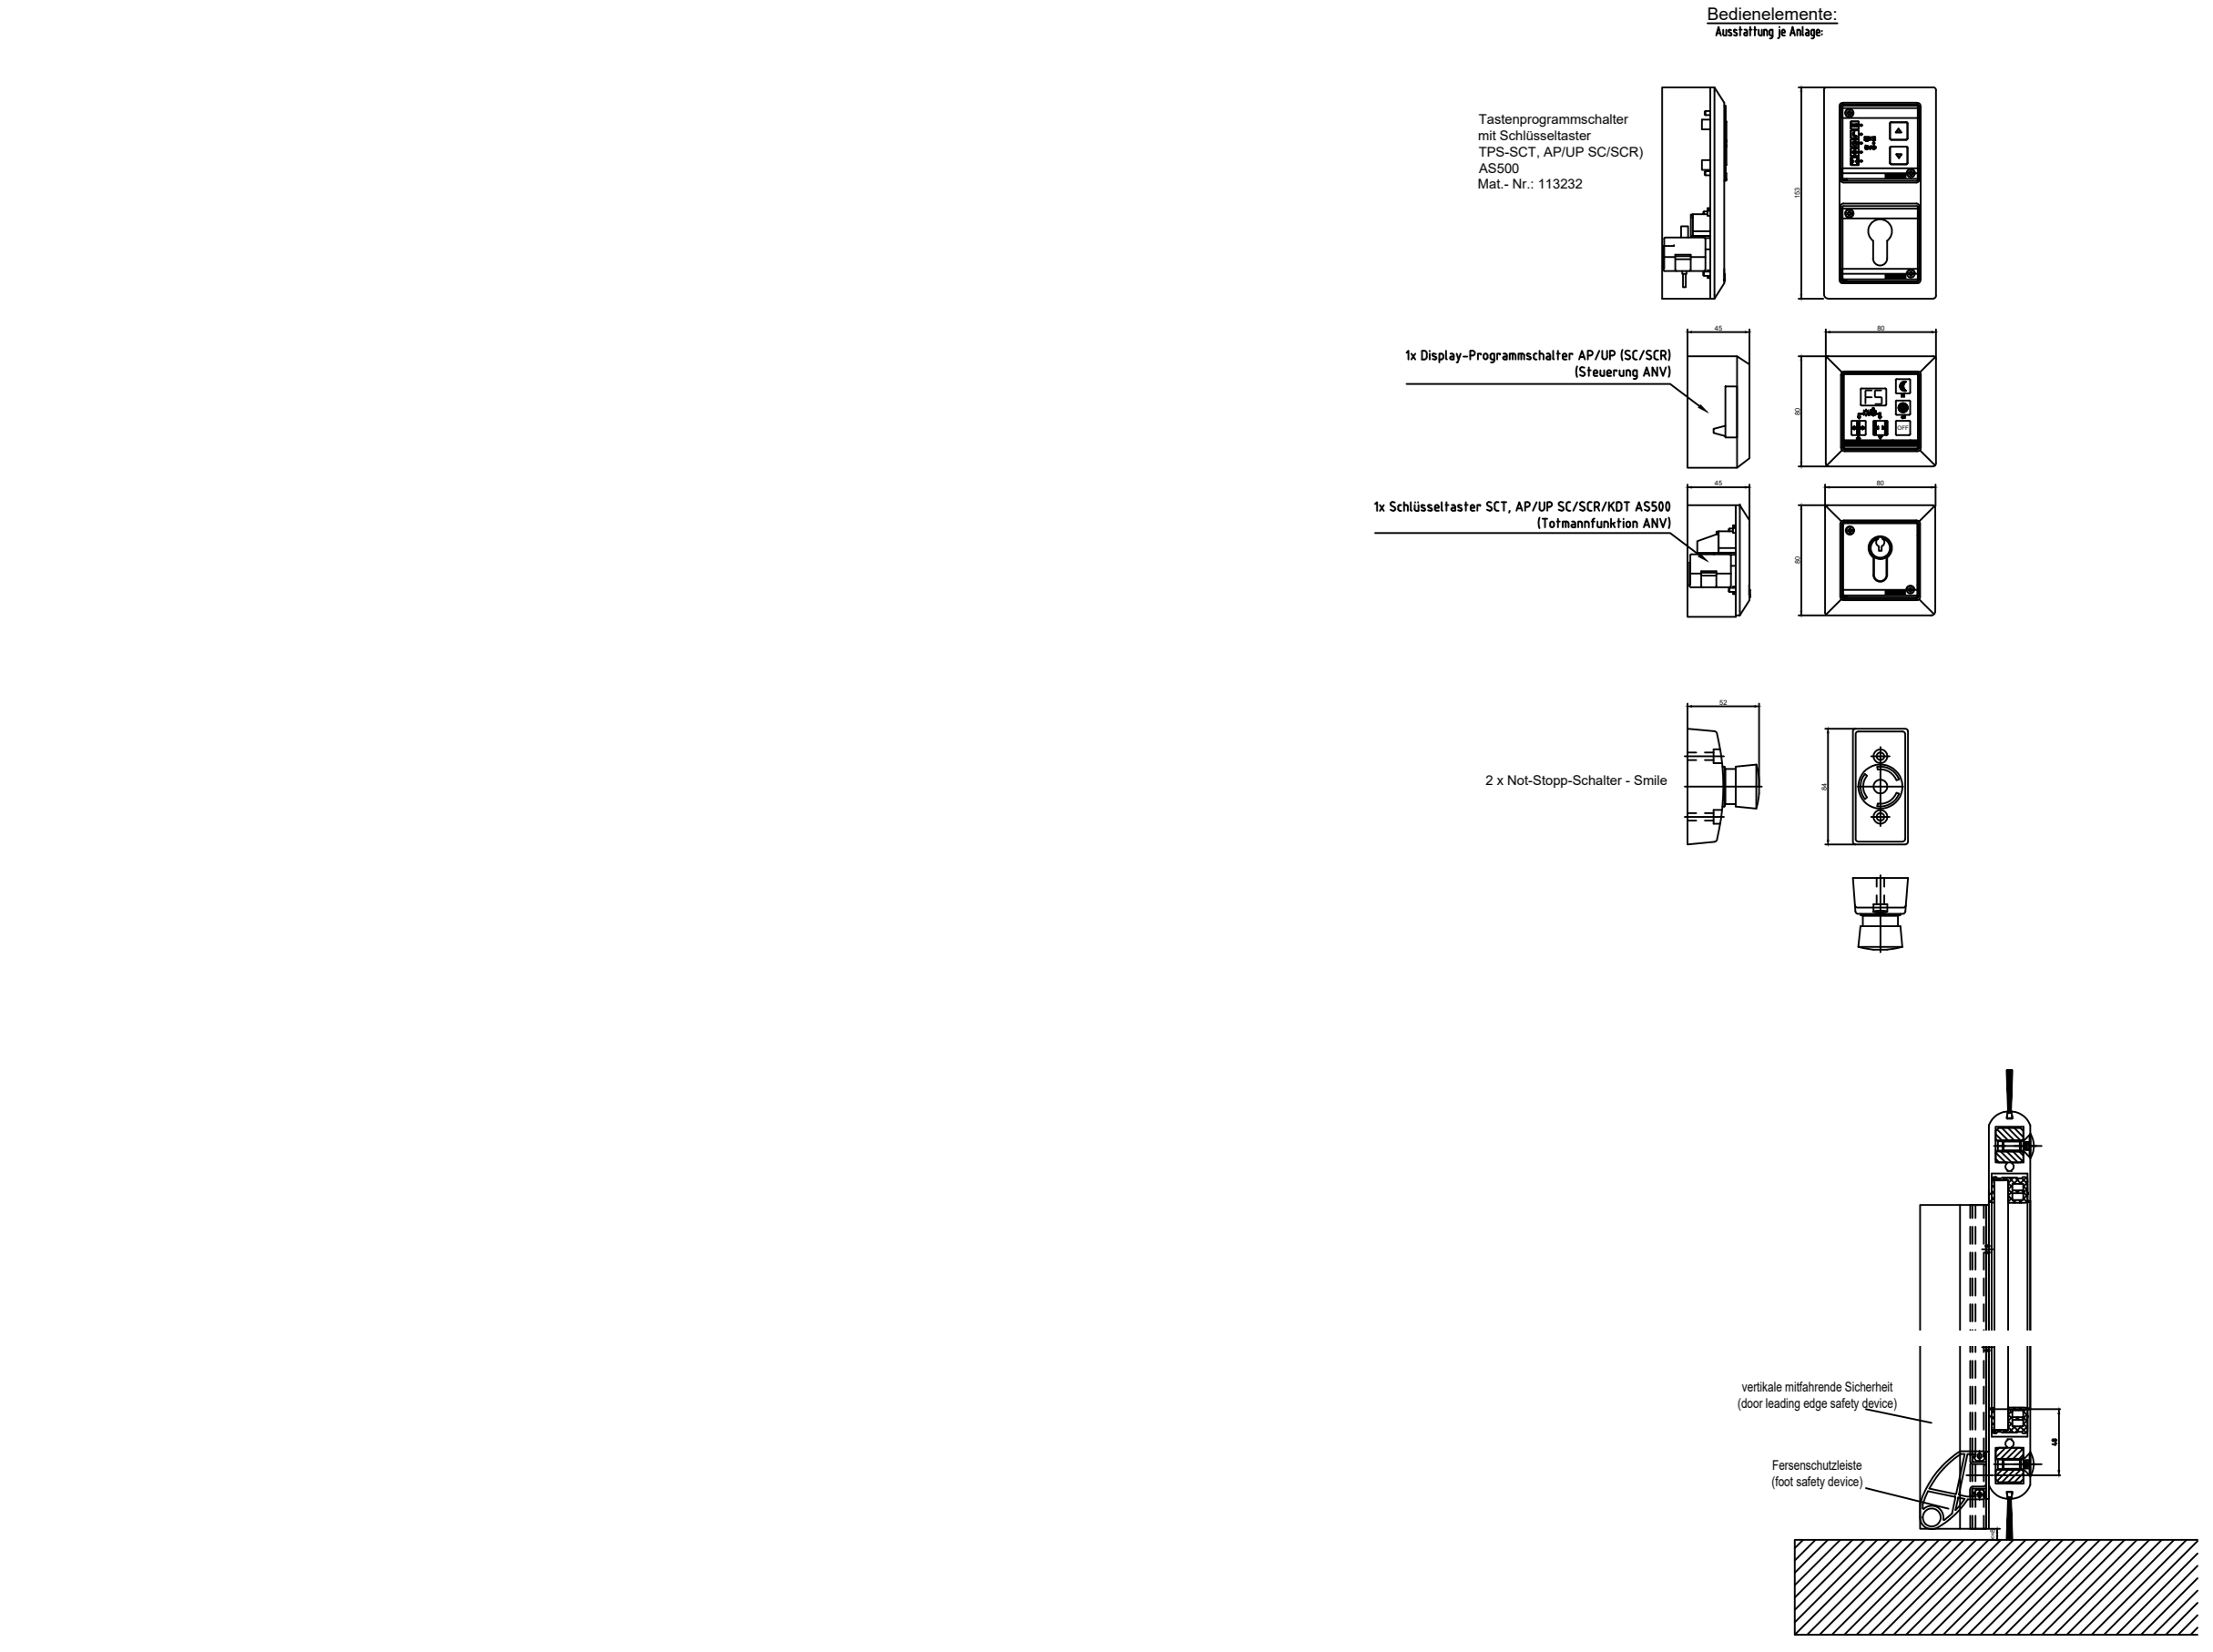 Bedienelemente:
Ausstattung je Anlage:
Tastenprogrammschalter
mit Schlüsseltaster
TPS-SCT, AP/UP SC/SCR)
AS500
Mat.- Nr.: 113232
153
45
80
1x Display-Programmschalter AP/UP (SC/SCR)
(Steuerung ANV)
80
FS
OFF
45
80
1x Schlüsseltaster SCT, AP/UP SC/SCR/KDT AS500
(Totmannfunktion ANV)
80
52
2 x Not-Stopp-Schalter - Smile
84
vertikale mitfahrende Sicherheit
(door leading edge safety device)
48
Fersenschutzleiste
(foot safety device)